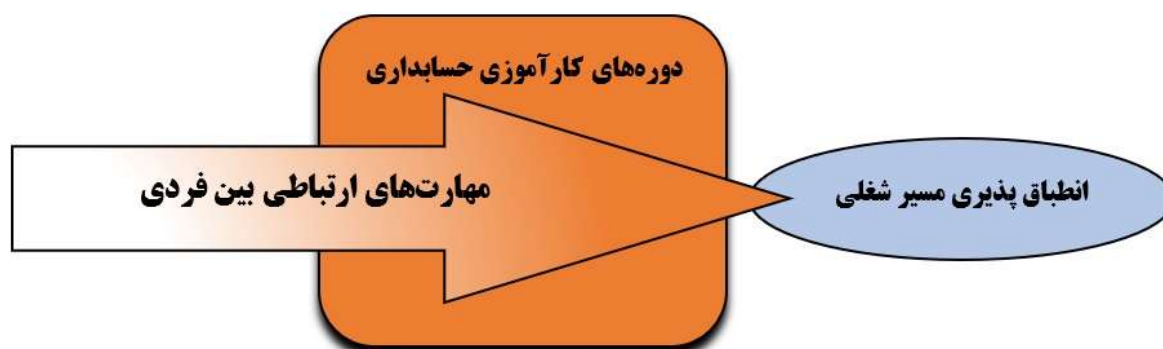 دوره‌های کارآموزی حسابداری
مهارت‌های ارتباطی بین فردی
انطباق پذیری مسیر شغلی